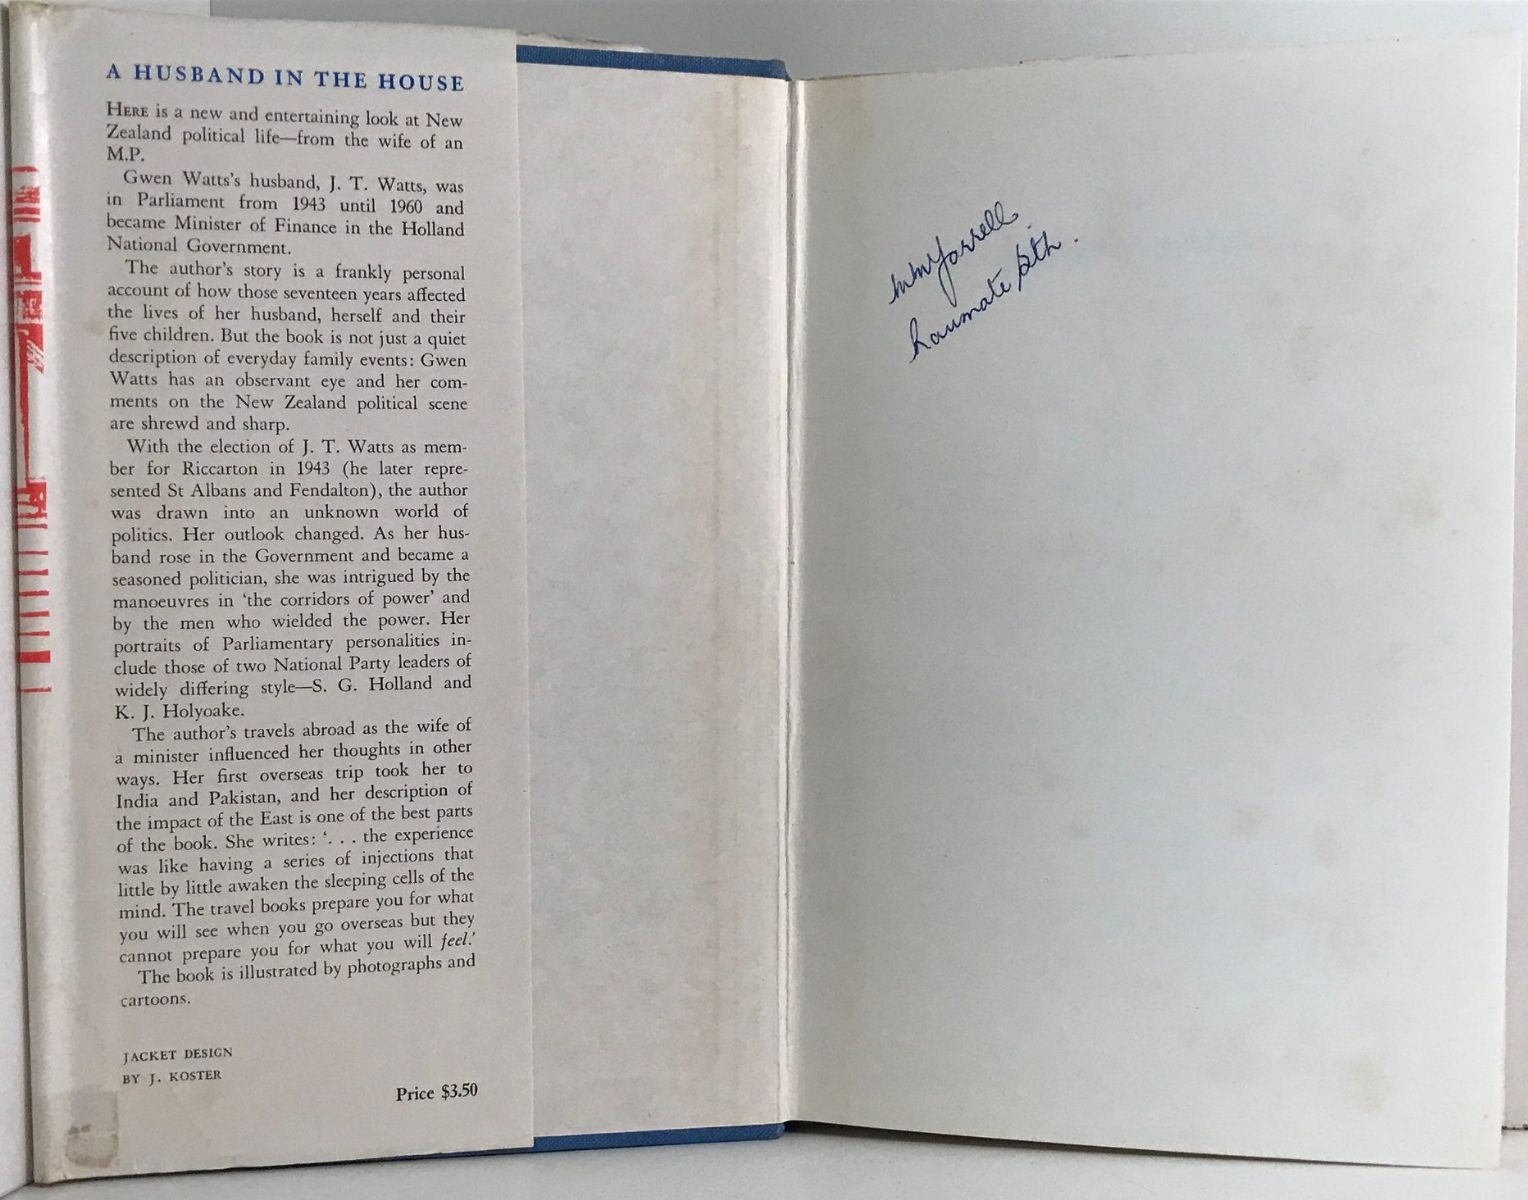 A HUSBAND IN THE HOUSE
HERE is a new and entertaining look at New
Zealand political life—from the wife of an
M.P.
Gwen Watts's husband, J. T. Watts, was
in Parliament from 1943 until 1960 and
became Minister of Finance in the Holland
National Government.
The author's story is a frankly personal
account of how those seventeen years affected
the lives of her husband, herself and their
five children. But the book is not just a quiet
description of everyday family events: Gwen
Watts has an observant eye and her com-
ments on the New Zealand political scene
are shrewd and sharp.
With the election of J. T. Watts as mem-
ber for Riccarton in 1943 (he later repre-
sented St Albans and Fendalton), the author
was drawn into an unknown world of
politics. Her outlook changed. As her hus-
band rose in the Government and became a
seasoned politician, she was intrigued by the
manoeuvres in 'the corridors of power' and
by the men who wielded the power. Her
portraits of Parliamentary personalities in-
clude those of two National Party leaders of
widely differing style—S. G. Holland and
K. J. Holyoake.
The author's travels abroad as the wife of
a minister influenced her thoughts in other
ways. Her first overseas trip took her to
India and Pakistan, and her description of
the impact of the East is one of the best parts
of the book. She writes: '. . . the experience
was like having a series of injections that
little by little awaken the sleeping cells of the
mind. The travel books prepare you for what
you will see when you go overseas but they
cannot prepare you for what you will feel.'
The book is illustrated by photographs and
cartoons.
JACKET DESIGN
BY J. KOSTER
Price $3.50